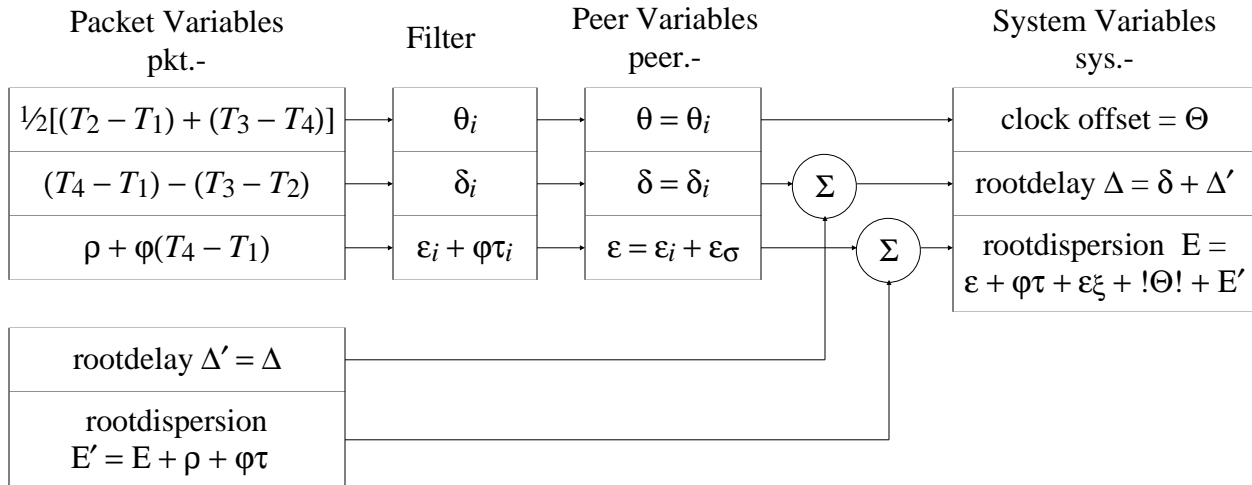 Packet Variables
pkt.-
Filter
Peer Variables
peer.-
System Variables
sys.-
½[(T2 – T1) + (T3 – T4)]
θi
θ = θi
clock offset = Θ
(T4 – T1) – (T3 – T2)
δi
δ = δi
Σ
rootdelay Δ = δ + Δ′
ρ + φ(T4 – T1)
εi + φτi
ε = εi + εσ
Σ
rootdispersion E =
ε + φτ + εξ + !Θ! + E′
rootdelay Δ′ = Δ
rootdispersion
E′ = E + ρ + φτ